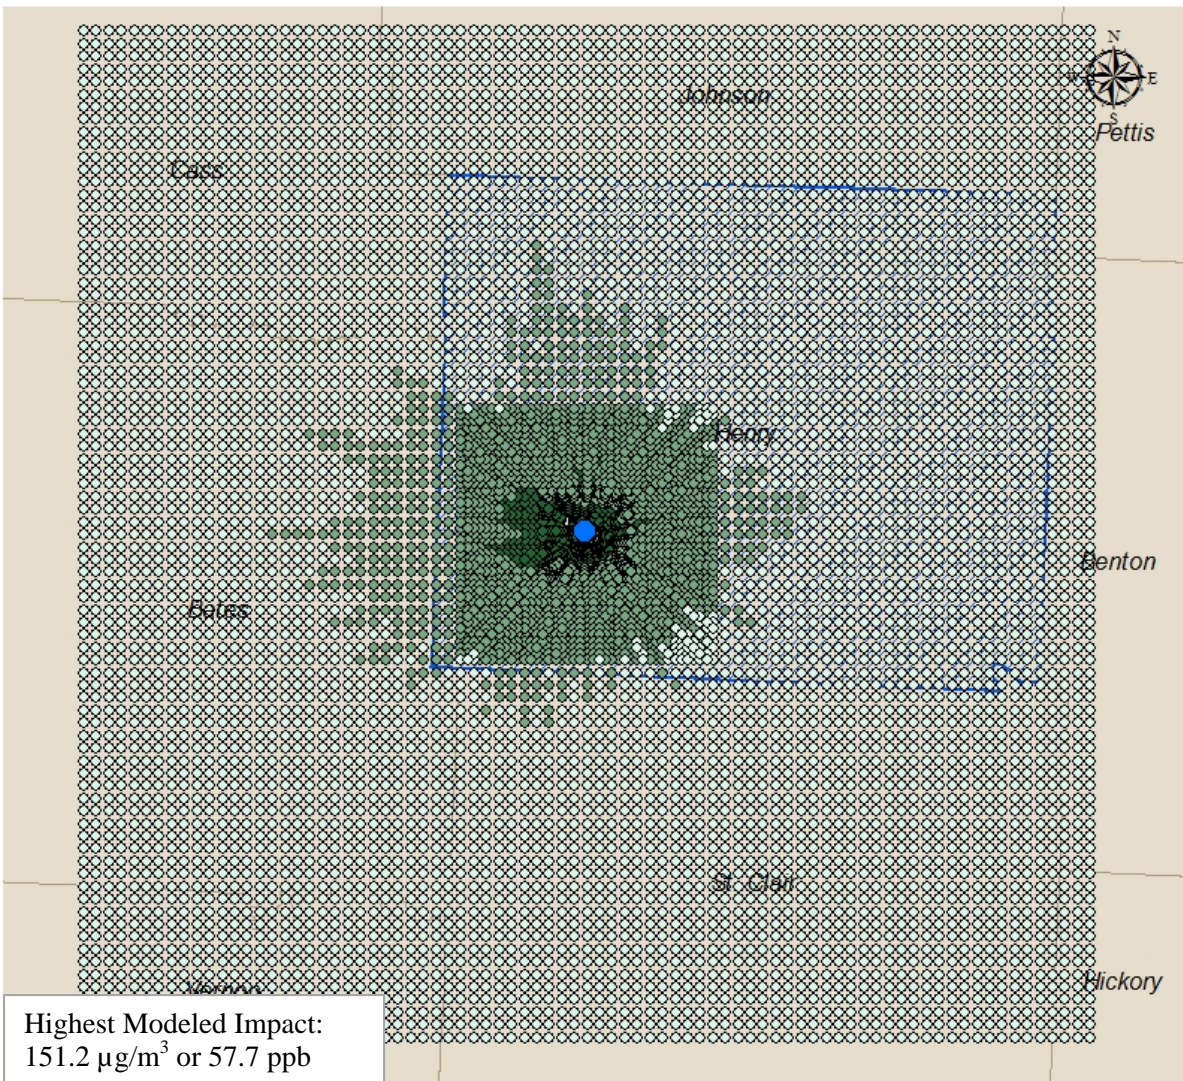 N
W
E
S
Johnson
Pettis
Cass
Henry
Benton
Bates
St Clair
Vernon
Hickory
Highest Modeled Impact:
151.2 µg/m³ or 57.7 ppb